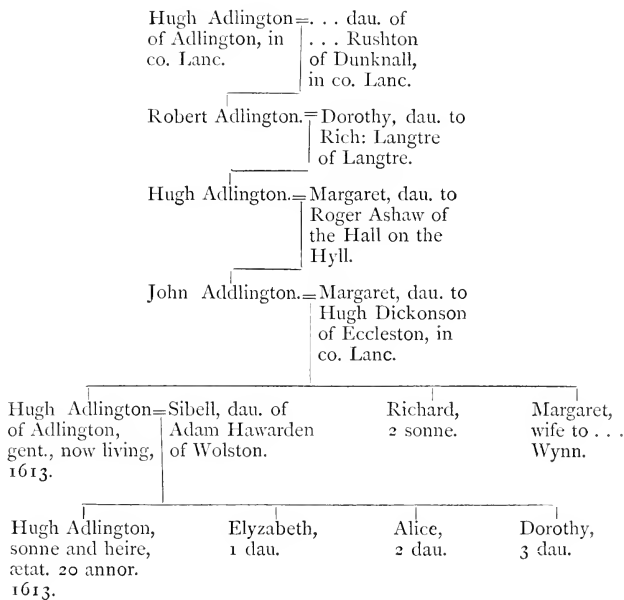 Hugh Adlington=. . . dau. of
of Adlington, in . . . Rushton
co. Lanc. of Dunknall,
in co. Lanc.
Robert Adlington.=Dorothy, dau. to
Rich: Langtre
of Langtre.
Hugh Adlington.=Margaret, dau. to
Roger Ashaw of
the Hall on the
Hyll.
John Addlington.=Margaret, dau. to
Hugh Dickonson
of Eccleston, in
co. Lanc.
Hugh Adlington=Sibell, dau. of
of Adlington, Adam Hawarden
gent., now living, of Wolston.
1613.
Richard,
2 sonne.
Margaret,
wife to . . .
Wynn.
Hugh Adlington,
sonne and heire,
ætat. 20 annor.
1613.
Elyzabeth,
1 dau.
Alice,
2 dau.
Dorothy,
3 dau.